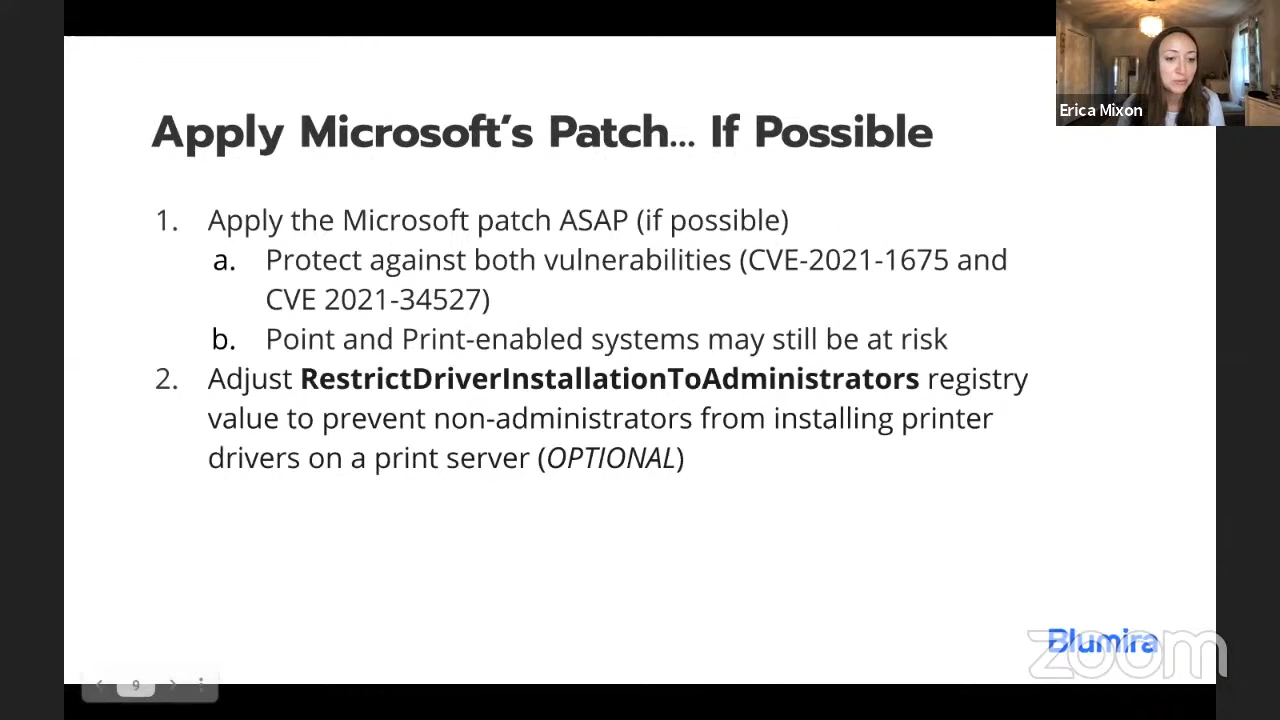 Erica Mixon
Apply Microsoft's Patch... If Possible
1. Apply the Microsoft patch ASAP (if possible)
a. Protect against both vulnerabilities (CVE-2021-1675 and
CVE 2021-34527)
b. Point and Print-enabled systems may still be at risk
2. Adjust RestrictDriverInstallationToAdministrators registry
value to prevent non-administrators from installing printer
drivers on a print server (OPTIONAL)
Blumira
zoom
9